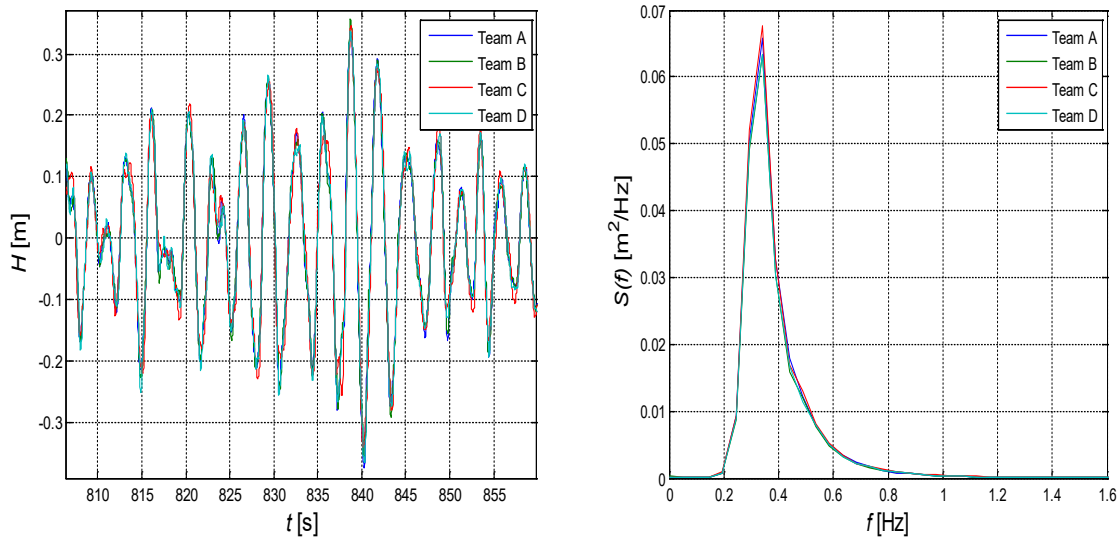 0.3
0.2
0.1
0
-0.1
-0.2
-0.3
H [m]
810 815 820 825 830 835 840 845 850 855
t [s]
Team A
Team B
Team C
Team D
0.07
0.06
0.05
0.04
0.03
0.02
0.01
0
S(f) [m²/Hz]
0 0.2 0.4 0.6 0.8 1 1.2 1.4 1.6
f [Hz]
Team A
Team B
Team C
Team D